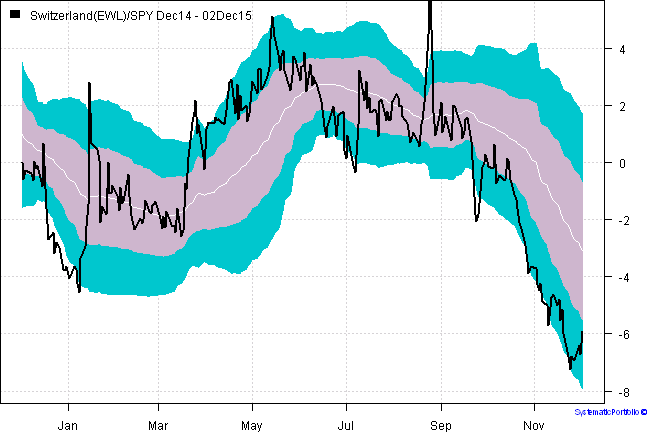 Switzerland(EWL)/SPY Dec14 - 02Dec15
4
2
0
-2
-4
-6
-8
Jan Mar May Jul Sep Nov
SystematicPortfolio ©